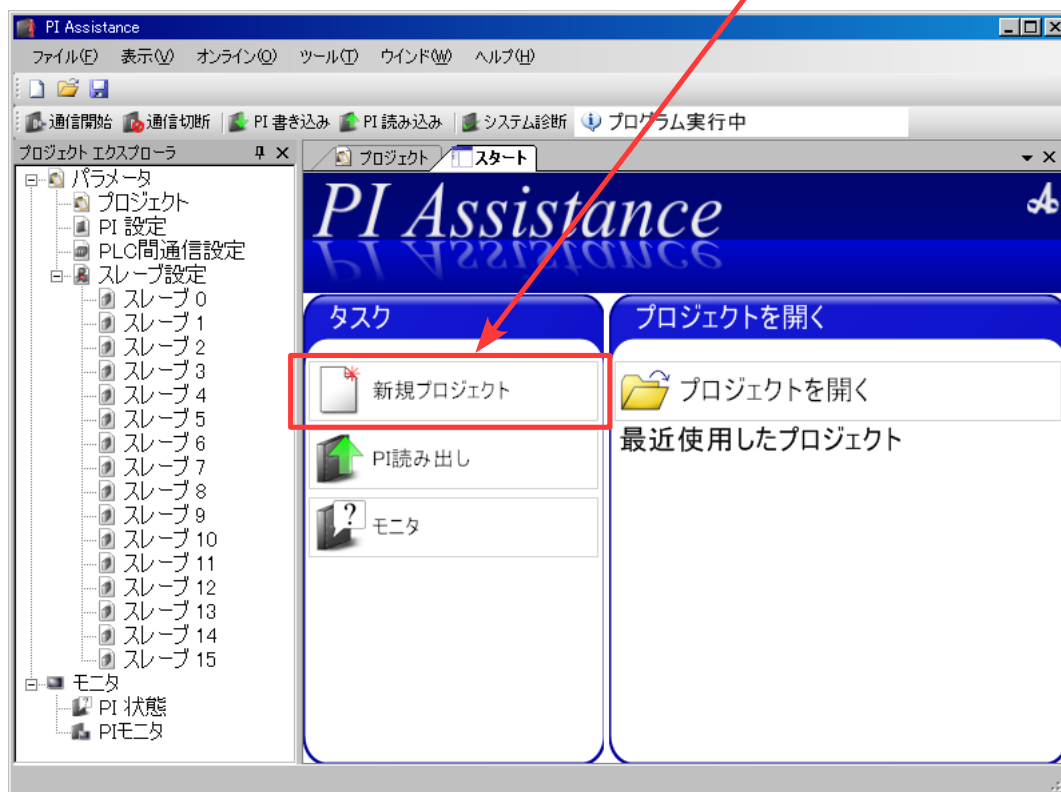 PI Assistance
ファイル(F) 表示(V) オンライン(O) ツール(T) ウインド(W) ヘルプ(H)
通信開始 通信切断 PI 書き込み PI 読み込み システム診断 プログラム実行中
プロジェクト エクスプローラ
プロジェクト スタート
パラメータ
プロジェクト
PI 設定
PLC間通信設定
スレーブ設定
スレーブ 0
スレーブ 1
スレーブ 2
スレーブ 3
スレーブ 4
スレーブ 5
スレーブ 6
スレーブ 7
スレーブ 8
スレーブ 9
スレーブ 10
スレーブ 11
スレーブ 12
スレーブ 13
スレーブ 14
スレーブ 15
モニタ
PI 状態
PIモニタ
PI Assistance
タスク
新規プロジェクト
PI読み出し
モニタ
プロジェクトを開く
プロジェクトを開く
最近使用したプロジェクト